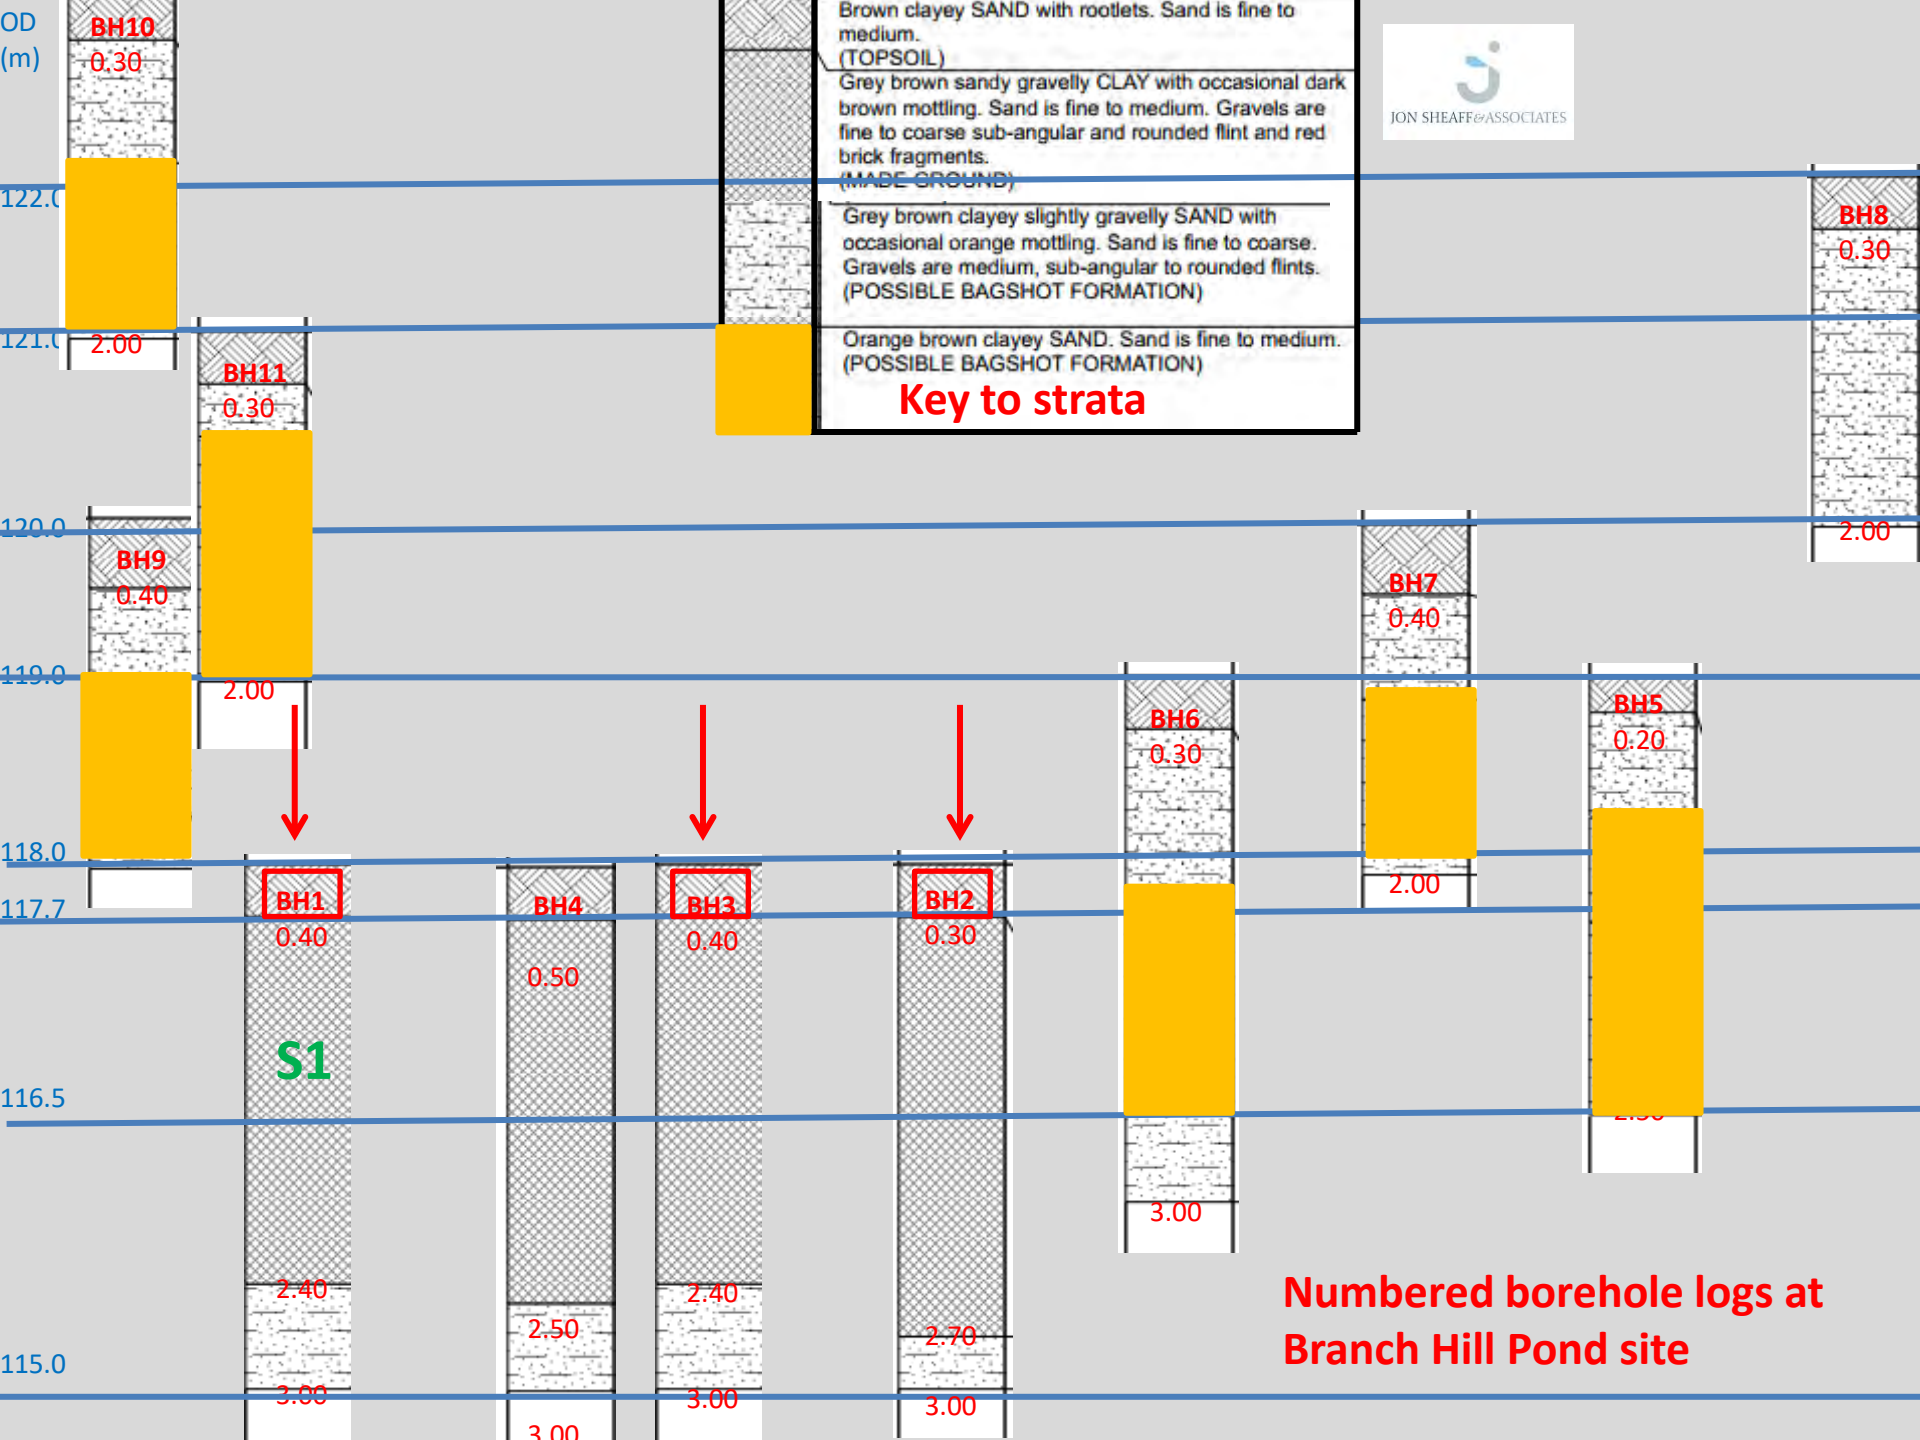 OD
(m)
BH10
0.30
Brown clayey SAND with rootlets. Sand is fine to
medium.
(TOPSOIL)
Grey brown sandy gravelly CLAY with occasional dark
brown mottling. Sand is fine to medium. Gravels are
fine to coarse sub-angular and rounded flint and red
brick fragments.
(MADE GROUND)
Grey brown clayey slightly gravelly SAND with
occasional orange mottling. Sand is fine to coarse.
Gravels are medium, sub-angular to rounded flints.
(POSSIBLE BAGSHOT FORMATION)
Orange brown clayey SAND. Sand is fine to medium.
(POSSIBLE BAGSHOT FORMATION)
Key to strata
JON SHEAFF&ASSOCIATES
122.0
BH8
0.30
121.0
2.00
BH11
0.30
120.0
2.00
BH9
0.40
BH7
0.40
119.0
2.00
BH6
0.30
BH5
0.20
118.0
2.00
117.7
BH1
0.40
BH4
0.50
BH3
0.40
BH2
0.30
S1
116.5
3.00
2.40
2.50
2.40
2.70
115.0
3.00
3.00
3.00
3.00
Numbered borehole logs at
Branch Hill Pond site